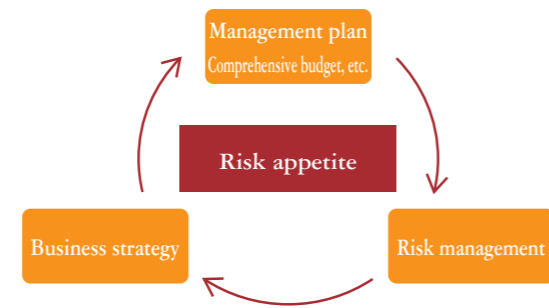 Management plan
Comprehensive budget, etc.
Risk appetite
Business strategy
Risk management